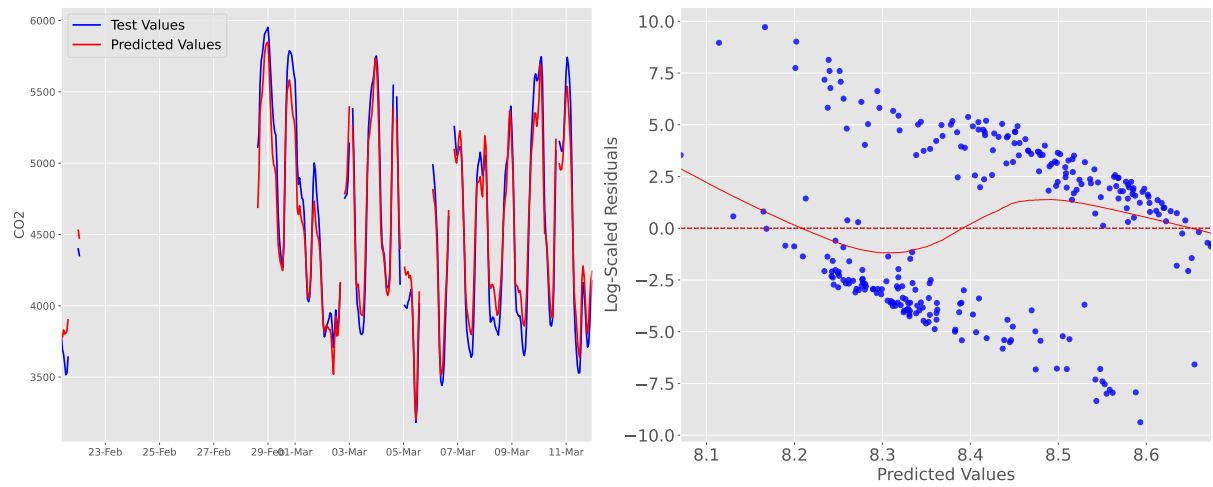 Test Values
Predicted Values
CO2
6000
5500
5000
4500
4000
3500
23-Feb
25-Feb
27-Feb
29-Feb
01-Mar
03-Mar
05-Mar
07-Mar
09-Mar
11-Mar
Log-Scaled Residuals
10.0
7.5
5.0
2.5
0.0
−2.5
−5.0
−7.5
−10.0
8.1
8.2
8.3
8.4
8.5
8.6
Predicted Values